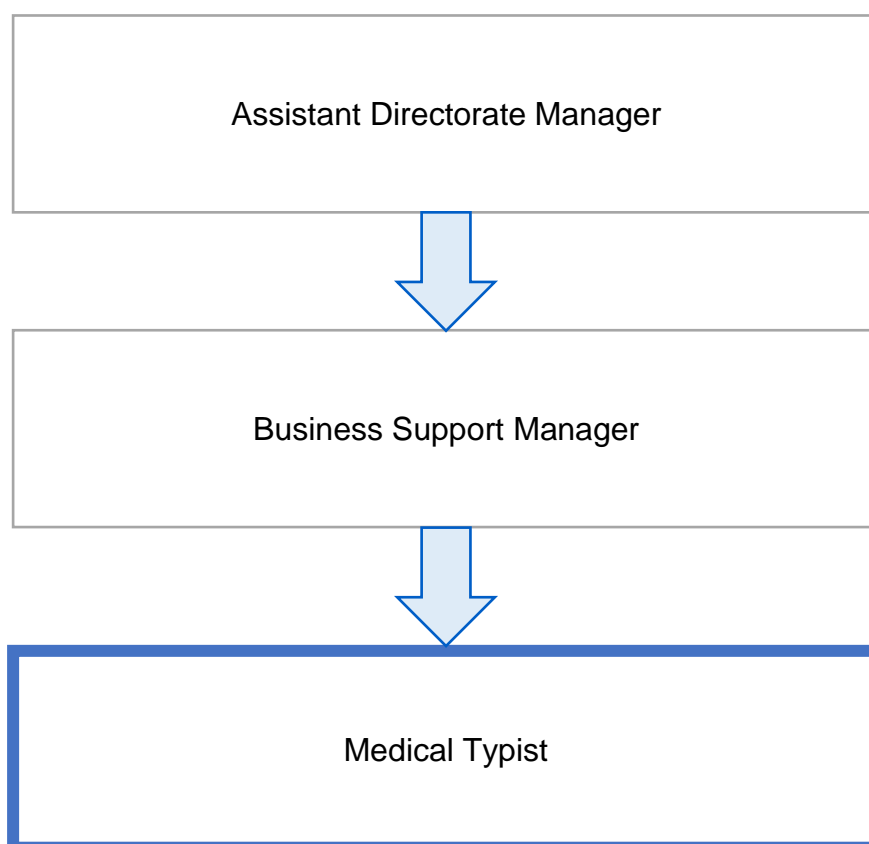 Assistant Directorate Manager
Business Support Manager
Medical Typist